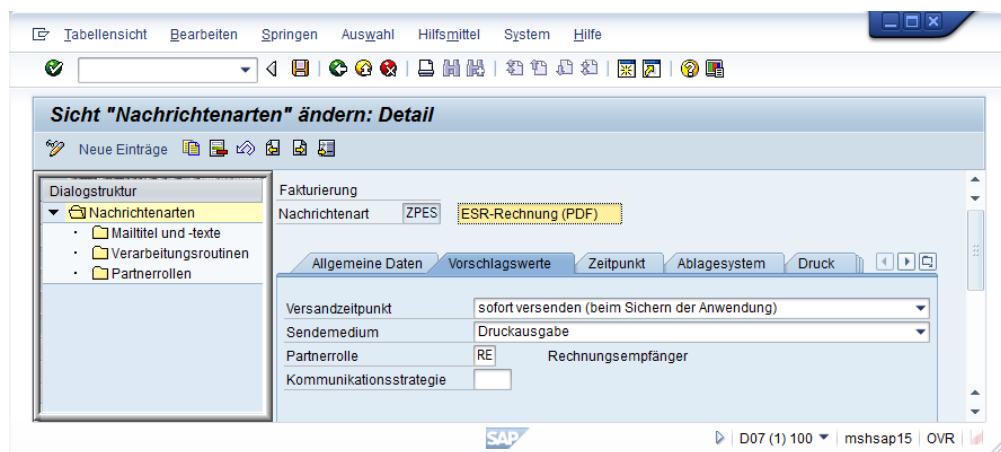 Tabellensicht Bearbeiten Springen Auswahl Hilfsmittel System Hilfe
Sicht "Nachrichtenarten" ändern: Detail
Neue Einträge
Dialogstruktur
Nachrichtenarten
Mailtitel und -texte
Verarbeitungsroutinen
Partnerrollen
Fakturierung
Nachrichtenart ZPES ESR-Rechnung (PDF)
Allgemeine Daten Vorschlagswerte Zeitpunkt Ablagesystem Druck
Versandzeitpunkt sofort versenden (beim Sichern der Anwendung)
Sendemedium Druckausgabe
Partnerrolle RE Rechnungsempfänger
Kommunikationsstrategie
SAP D07 (1) 100 mshsap15 OVR